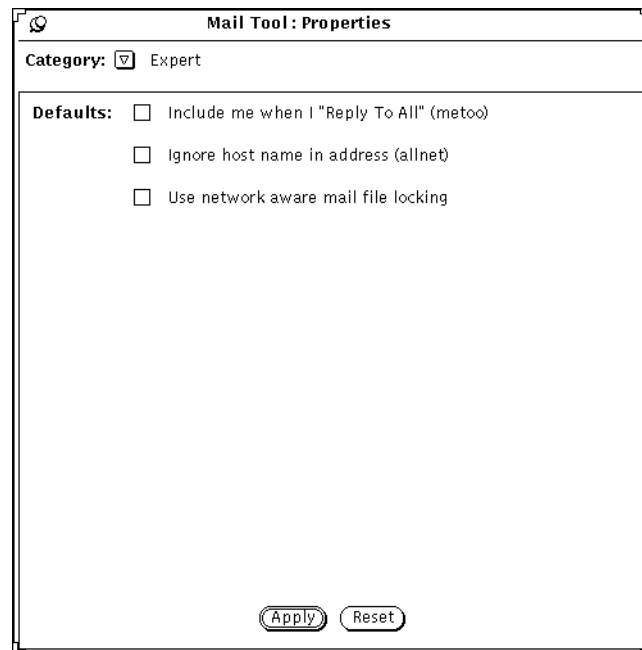 Mail Tool: Properties
Category: Expert
Defaults: Include me when I "Reply To All" (metoo)
Ignore host name in address (allnet)
Use network aware mail file locking
Apply Reset